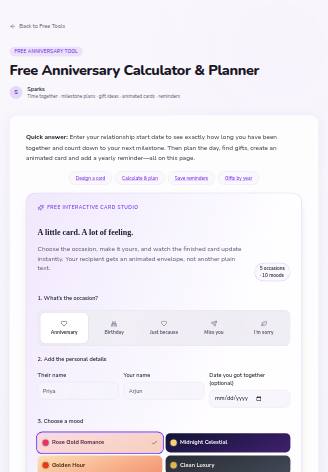 ← Back to Free Tools
FREE ANNIVERSARY TOOL
Free Anniversary Calculator & Planner
S
Sparks
Time together · milestone plans · gift ideas · animated cards · reminders
Quick answer: Enter your relationship start date to see exactly how long you have been
together and count down to your next milestone. Then plan the day, find gifts, create an
animated card and add a yearly reminder—all on this page.
Design a card
Calculate & plan
Save reminders
Gifts by year
FREE INTERACTIVE CARD STUDIO
A little card. A lot of feeling.
Choose the occasion, make it yours, and watch the finished card update
instantly. Your recipient gets an animated envelope, not another plain
text.
5 occasions
· 10 moods
1. What's the occasion?
Anniversary
Birthday
Just because
Miss you
I'm sorry
2. Add the personal details
Their name
Your name
Date you got together
(optional)
Priya
Arjun
mm/dd/yyyy
3. Choose a mood
Rose Gold Romance
Midnight Celestial
Golden Hour
Clean Luxury